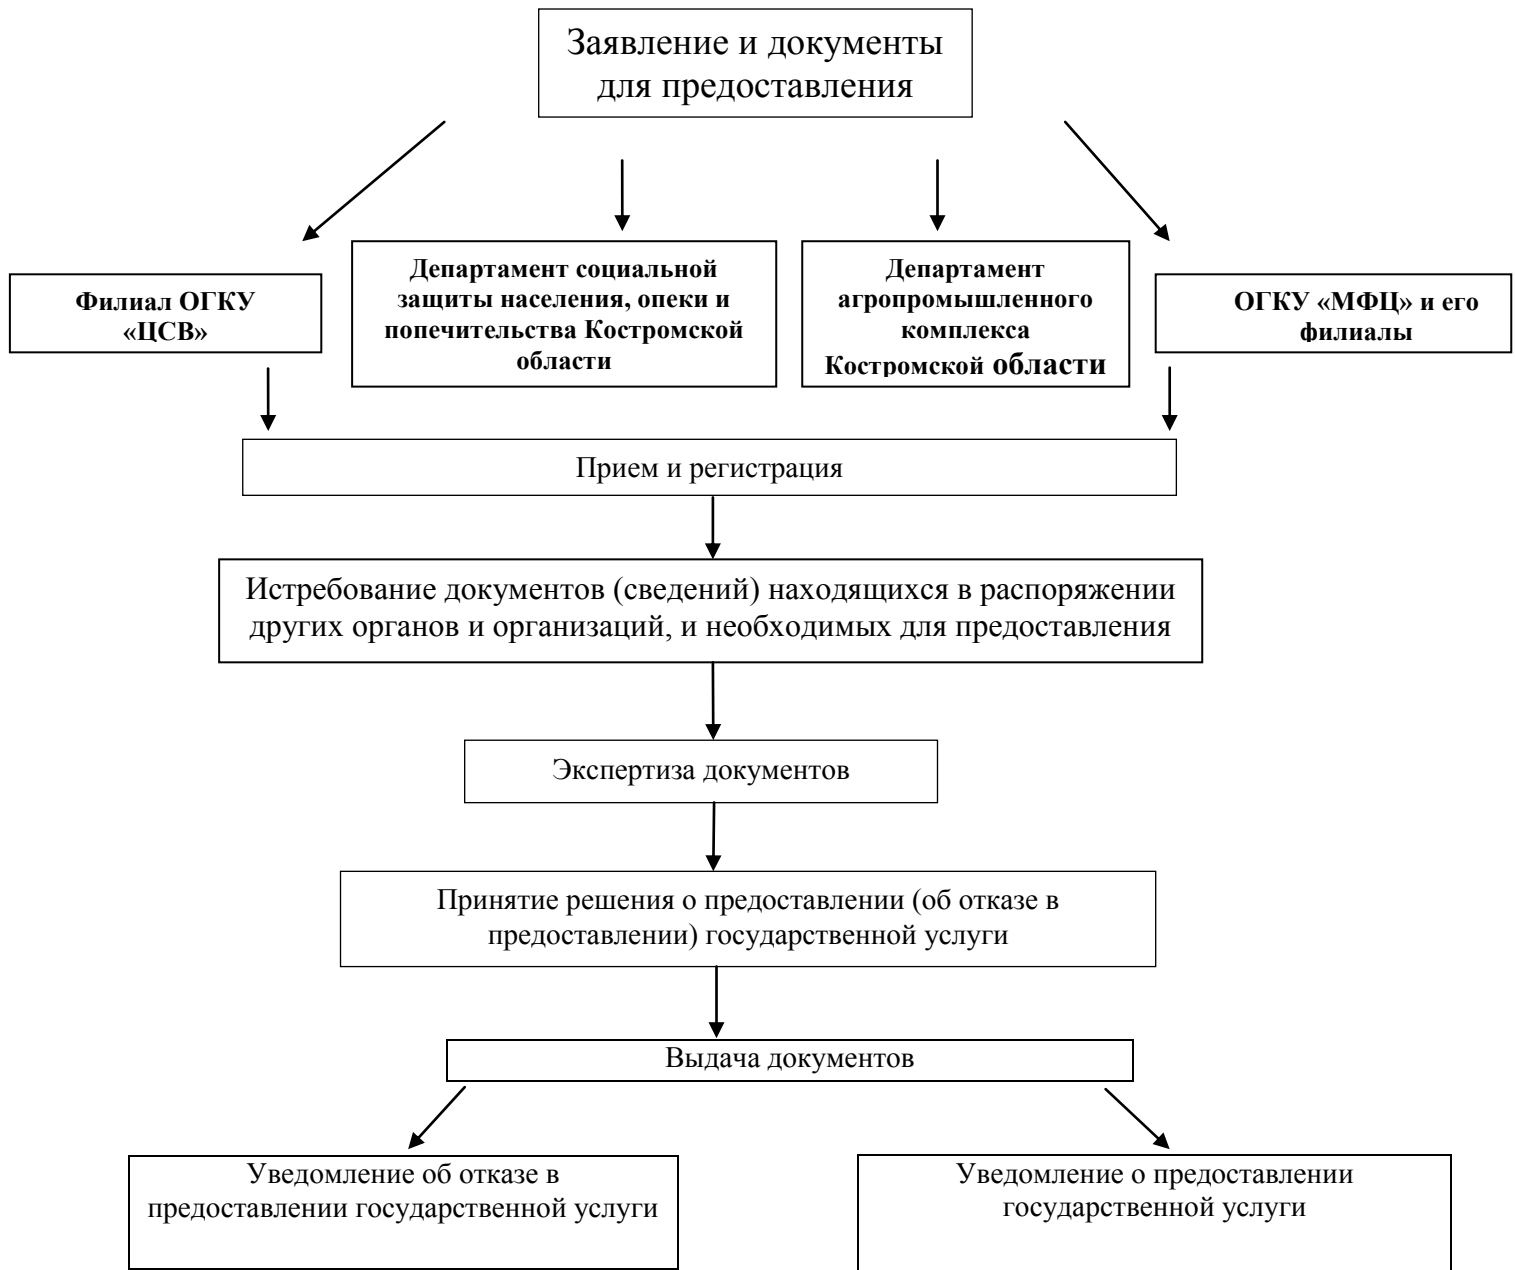 Заявление и документы
для предоставления
Филиал ОГКУ
«ЦСВ»
Департамент социальной
защиты населения, опеки и
попечительства Костромской
области
Департамент
агропромышленного
комплекса
Костромской области
ОГКУ «МФЦ» и его
филиалы
Прием и регистрация
Истребование документов (сведений) находящихся в распоряжении
других органов и организаций, и необходимых для предоставления
Экспертиза документов
Принятие решения о предоставлении (об отказе в
предоставлении) государственной услуги
Выдача документов
Уведомление об отказе в
предоставлении государственной услуги
Уведомление о предоставлении
государственной услуги